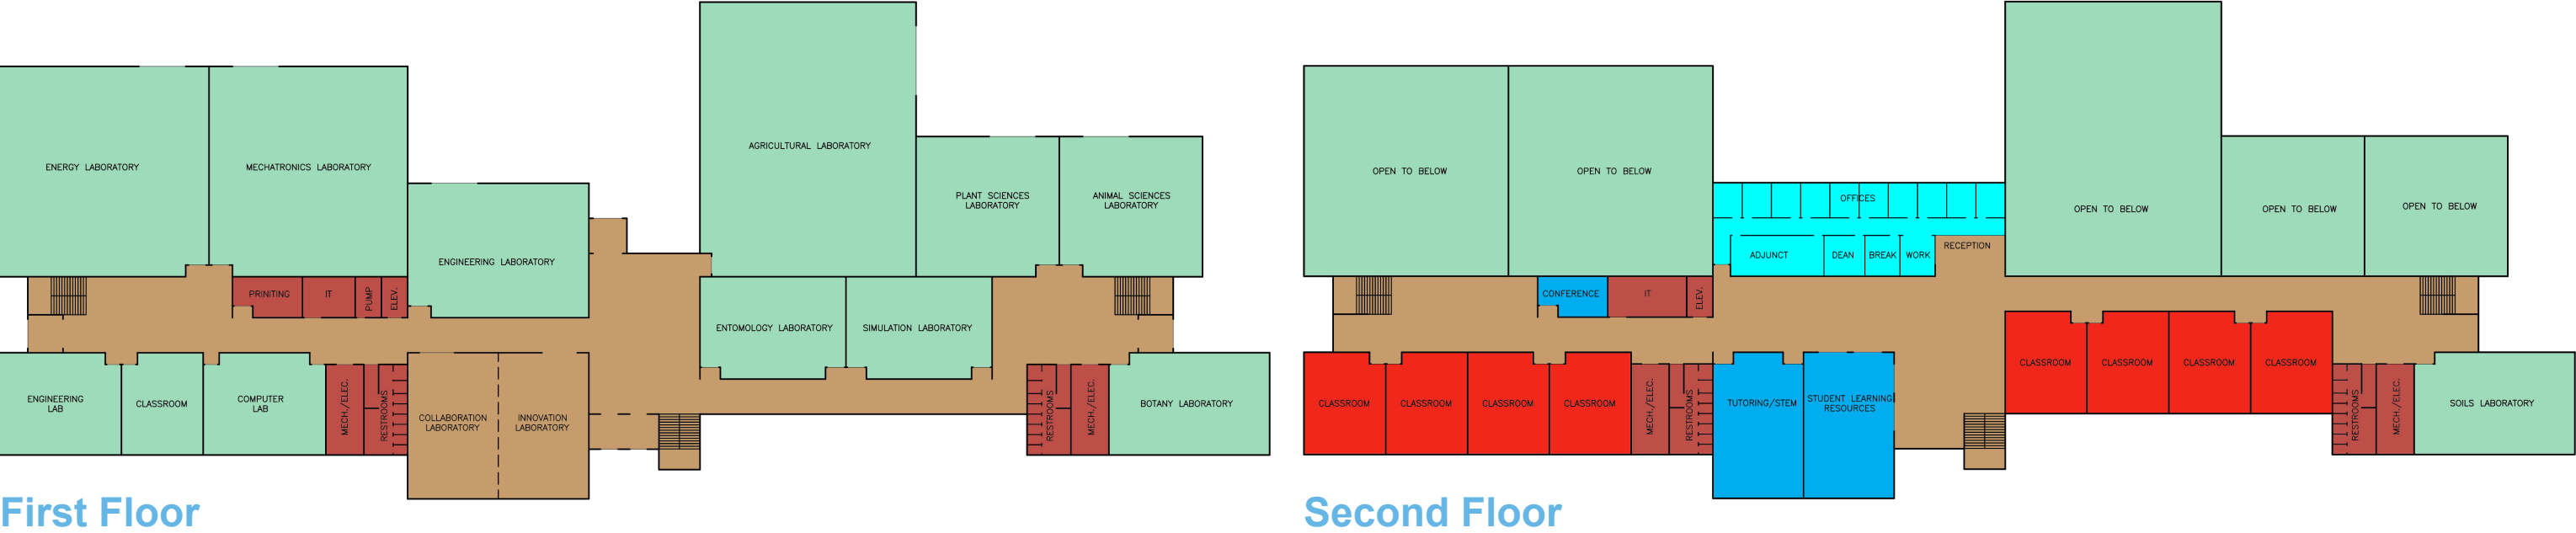 AGRICULTURAL LABORATORY
ENERGY LABORATORY
MECHATRONICS LABORATORY
PLANT SCIENCES
LABORATORY
ANIMAL SCIENCES
LABORATORY
ENGINEERING LABORATORY
PRINITING
IT
PUMP
ELEV.
ENTOMOLOGY LABORATORY
SIMULATION LABORATORY
ENGINEERING
LAB
CLASSROOM
COMPUTER
LAB
MECH./ELEC.
RESTROOMS
COLLABORATION
LABORATORY
INNOVATION
LABORATORY
RESTROOMS
MECH./ELEC.
BOTANY LABORATORY
First Floor
OPEN TO BELOW
OPEN TO BELOW
OFFICES
OPEN TO BELOW
OPEN TO BELOW
OPEN TO BELOW
ADJUNCT
DEAN
BREAK
WORK
RECEPTION
CONFERENCE
IT
ELEV.
CLASSROOM
CLASSROOM
CLASSROOM
CLASSROOM
CLASSROOM
CLASSROOM
CLASSROOM
CLASSROOM
MECH./ELEC.
RESTROOMS
TUTORING/STEM
STUDENT LEARNING
RESOURCES
RESTROOMS
MECH./ELEC.
SOILS LABORATORY
Second Floor